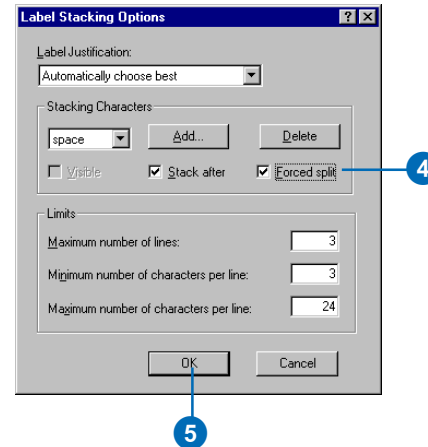 Label Stacking Options
Label Justification:
Automatically choose best
Stacking Characters
space Add... Delete
Visible Stack after Forced split
4
Limits
Maximum number of lines: 3
Minimum number of characters per line: 3
Maximum number of characters per line: 24
OK Cancel
5